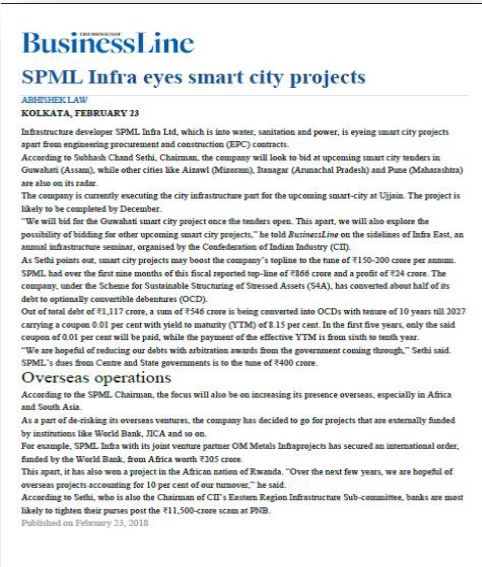 THE HINDU
BusinessLine
SPML Infra eyes smart city projects
ABHISHEK LAW
KOLKATA, FEBRUARY 23
Infrastructure developer SPML Infra Ltd, which is into water, sanitation and power, is eyeing smart city projects
apart from engineering procurement and construction (EPC) contracts.
According to Subhash Chand Sethi, Chairman, the company will look to bid at upcoming smart city tenders in
Guwahati (Assam), while other cities like Aizawl (Mizoram), Itanagar (Arunachal Pradesh) and Pune (Maharashtra)
are also on its radar.
The company is currently executing the city infrastructure part for the upcoming smart-city at Ujjain. The project is
likely to be completed by December.
“We will bid for the Guwahati smart city project once the tenders open. This apart, we will also explore the
possibility of bidding for other upcoming smart city projects,” he told BusinessLine on the sidelines of Infra East, an
annual infrastructure seminar, organised by the Confederation of Indian Industry (CII).
As Sethi points out, smart city projects may boost the company’s topline to the tune of ₹150-200 crore per annum.
SPML had over the first nine months of this fiscal reported top-line of ₹866 crore and a profit of ₹24 crore. The
company, under the Scheme for Sustainable Structuring of Stressed Assets (S4A), has converted about half of its
debt to optionally convertible debentures (OCD).
Out of total debt of ₹1,117 crore, a sum of ₹546 crore is being converted into OCDs with tenure of 10 years till 2027
carrying a coupon 0.01 per cent with yield to maturity (YTM) of 8.15 per cent. In the first five years, only the said
coupon of 0.01 per cent will be paid, while the payment of the effective YTM is from sixth to tenth year.
“We are hopeful of reducing our debts with arbitration awards from the government coming through,” Sethi said.
SPML’s dues from Centre and State governments is to the tune of ₹400 crore.
Overseas operations
According to the SPML Chairman, the focus will also be on increasing its presence overseas, especially in Africa
and South Asia.
As a part of de-risking its overseas ventures, the company has decided to go for projects that are externally funded
by institutions like World Bank, JICA and so on.
For example, SPML Infra with its joint venture partner OM Metals Infraprojects has secured an international order,
funded by the World Bank, from Africa worth ₹205 crore.
This apart, it has also won a project in the African nation of Rwanda. “Over the next few years, we are hopeful of
overseas projects accounting for 10 per cent of our turnover,” he said.
According to Sethi, who is also the Chairman of CII’s Eastern Region Infrastructure Sub-committee, banks are most
likely to tighten their purses post the ₹11,500-crore scam at PNB.
Published on February 23, 2018